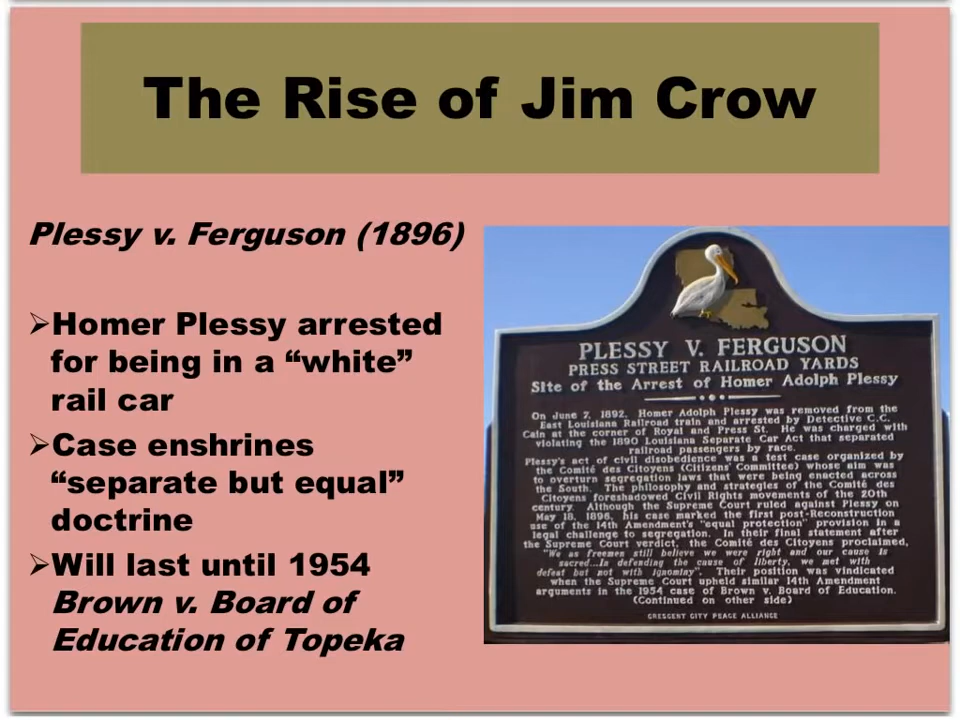 The Rise of Jim Crow
Plessy v. Ferguson (1896)
➢Homer Plessy arrested
for being in a “white”
rail car
➢Case enshrines
“separate but equal”
doctrine
➢Will last until 1954
Brown v. Board of
Education of Topeka
PLESSY V. FERGUSON
PRESS STREET RAILROAD YARDS
Site of the Arrest of Homer Adolph Plessy
On June 7, 1892, Homer Adolph Plessy was removed from the
East Louisiana Railroad train and arrested by Detective C.C.
Cain at the corner of Royal and Press St. He was charged with
violating the 1890 Louisiana Separate Car Act that separated
railroad passengers by race.
Plessy's act of civil disobedience was a test case organized by
the Comité des Citoyens (Citizens' Committee) whose aim was
to overturn segregation laws that were being enacted across
the South. The philosophy and strategies of the Comité des
Citoyens foreshadowed Civil Rights movements of the 20th
century. Although the Supreme Court ruled against Plessy on
May 18, 1896, his case marked the first post-Reconstruction
use of the 14th Amendment's "equal protection" provision in a
legal challenge to segregation. In their final statement after
the Supreme Court verdict, the Comité des Citoyens proclaimed,
"We as freemen still believe we were right and our cause is
sacred...In defending the cause of liberty, we met with
defeat but not with ignominy". Their position was vindicated
when the Supreme Court upheld similar 14th Amendment
arguments in the 1954 case of Brown v. Board of Education.
(Continued on other side)
CRESCENT CITY PEACE ALLIANCE